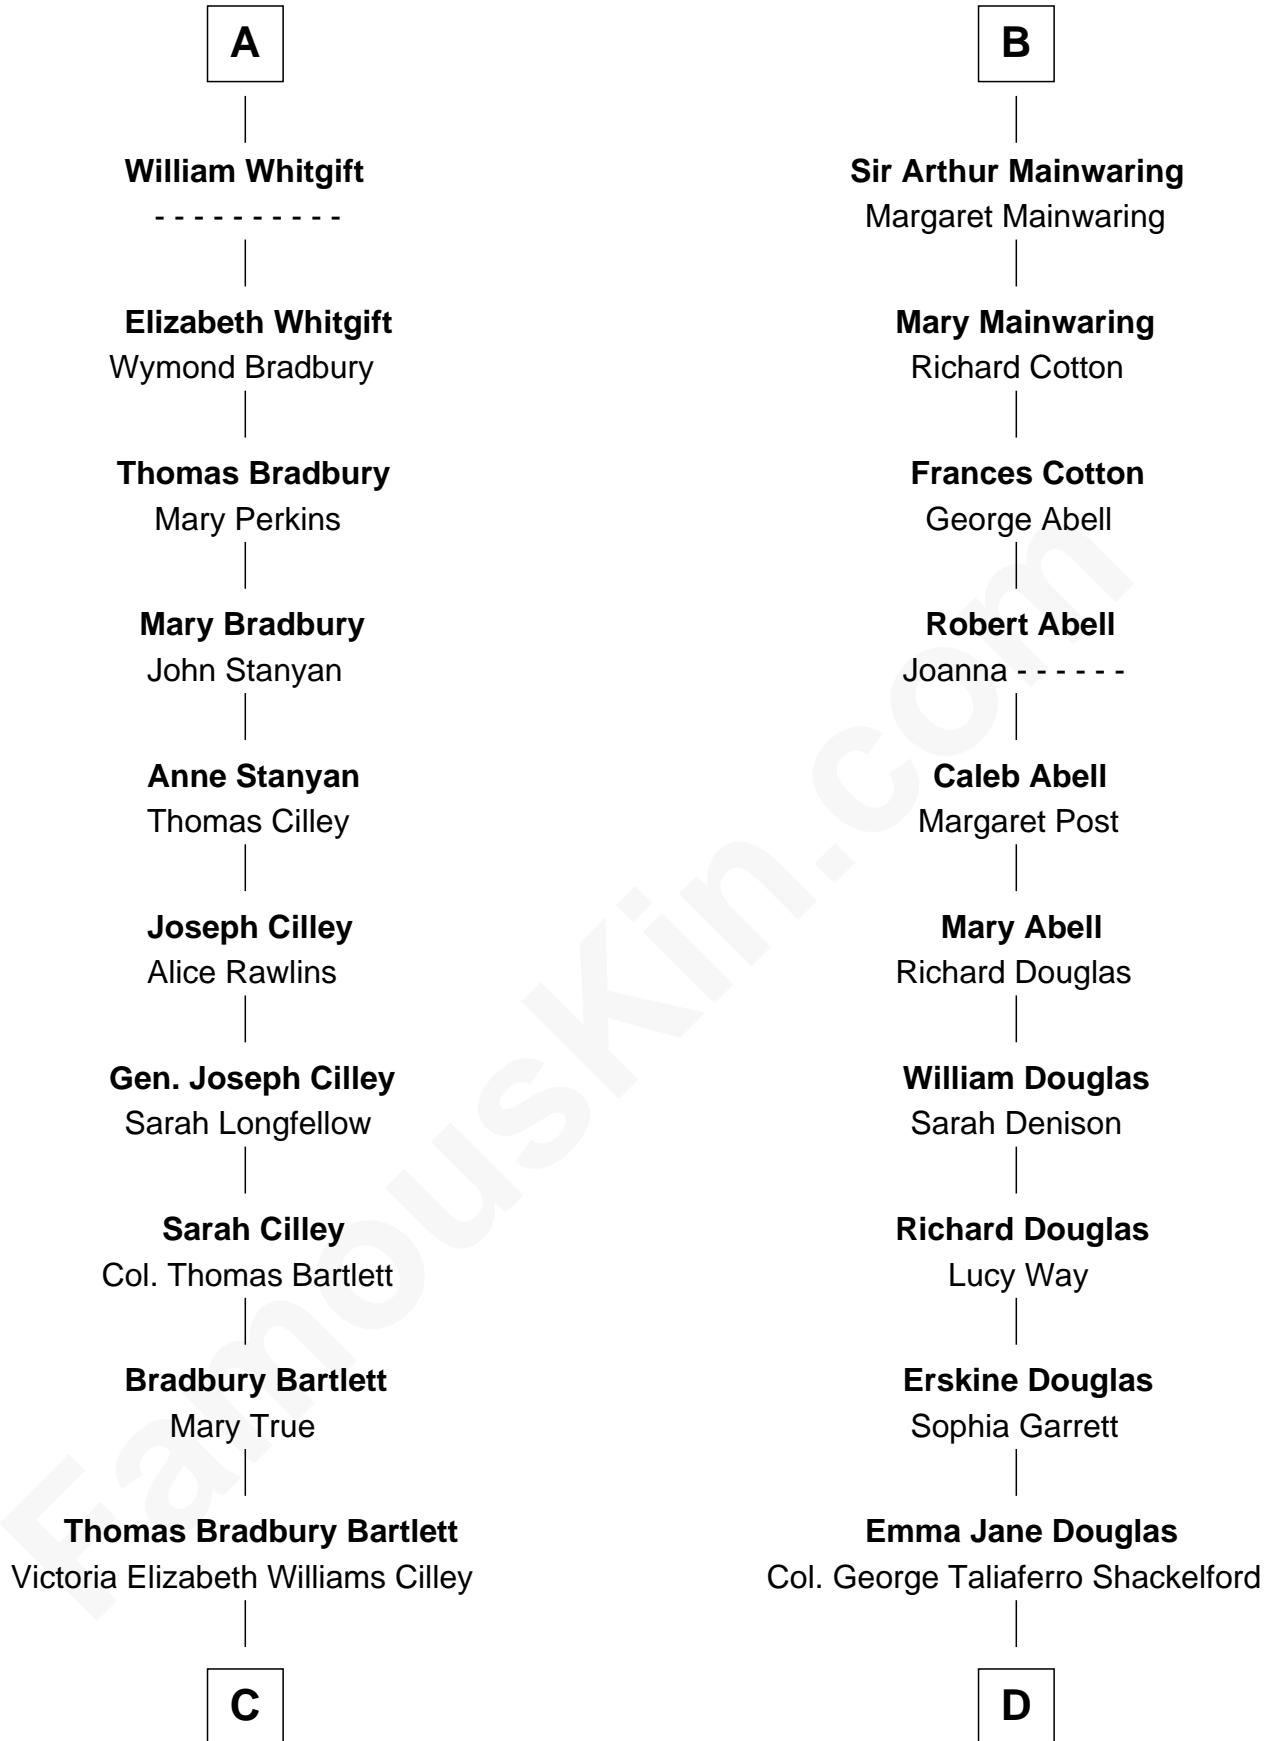 A
William Whitgift
- - - - - - - - - -
Elizabeth Whitgift
Wymond Bradbury
Thomas Bradbury
Mary Perkins
Mary Bradbury
John Stanyan
Anne Stanyan
Thomas Cilley
Joseph Cilley
Alice Rawlins
Gen. Joseph Cilley
Sarah Longfellow
Sarah Cilley
Col. Thomas Bartlett
Bradbury Bartlett
Mary True
Thomas Bradbury Bartlett
Victoria Elizabeth Williams Cilley
C
B
Sir Arthur Mainwaring
Margaret Mainwaring
Mary Mainwaring
Richard Cotton
Frances Cotton
George Abell
Robert Abell
Joanna - - - - - -
Caleb Abell
Margaret Post
Mary Abell
Richard Douglas
William Douglas
Sarah Denison
Richard Douglas
Lucy Way
Erskine Douglas
Sophia Garrett
Emma Jane Douglas
Col. George Taliaferro Shackelford
D
FamousKin.com